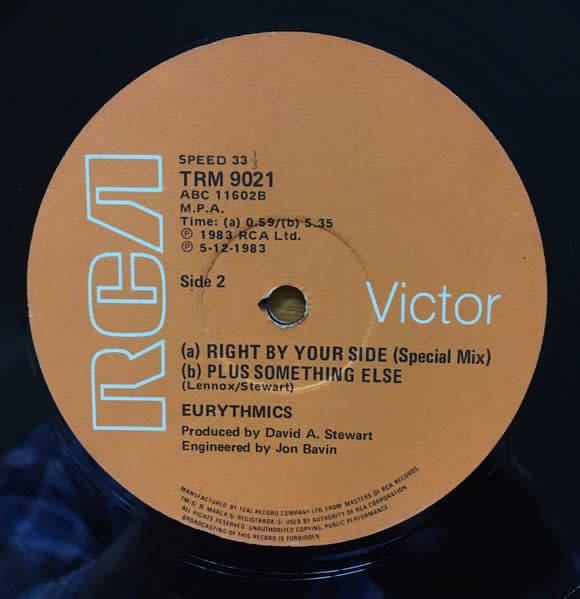 RCA
SPEED 33 1/3
TRM 9021
ABC 11602B
M.P.A.
Time: (a) 0.59/(b) 5.35
Ⓟ 1983 RCA Ltd.
Ⓟ 5-12-1983
Side 2
Victor
(a) RIGHT BY YOUR SIDE (Special Mix)
(b) PLUS SOMETHING ELSE
(Lennox/Stewart)
EURYTHMICS
Produced by David A. Stewart
Engineered by Jon Bavin
MANUFACTURED BY TEAL RECORD COMPANY LTD. FROM MASTERS OF RCA RECORDS
TM(S) ® MARCA(S) REGISTRADA(S) USED BY AUTHORITY OF RCA CORPORATION
ALL RIGHTS RESERVED. UNAUTHORIZED COPYING, PUBLIC PERFORMANCE
BROADCASTING OF THIS RECORD IS FORBIDDEN